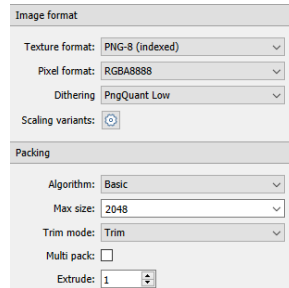 Image format
Texture format: PNG-8 (indexed)
Pixel format: RGBA8888
Dithering PngQuant Low
Scaling variants:
Packing
Algorithm: Basic
Max size: 2048
Trim mode: Trim
Multi pack:
Extrude: 1